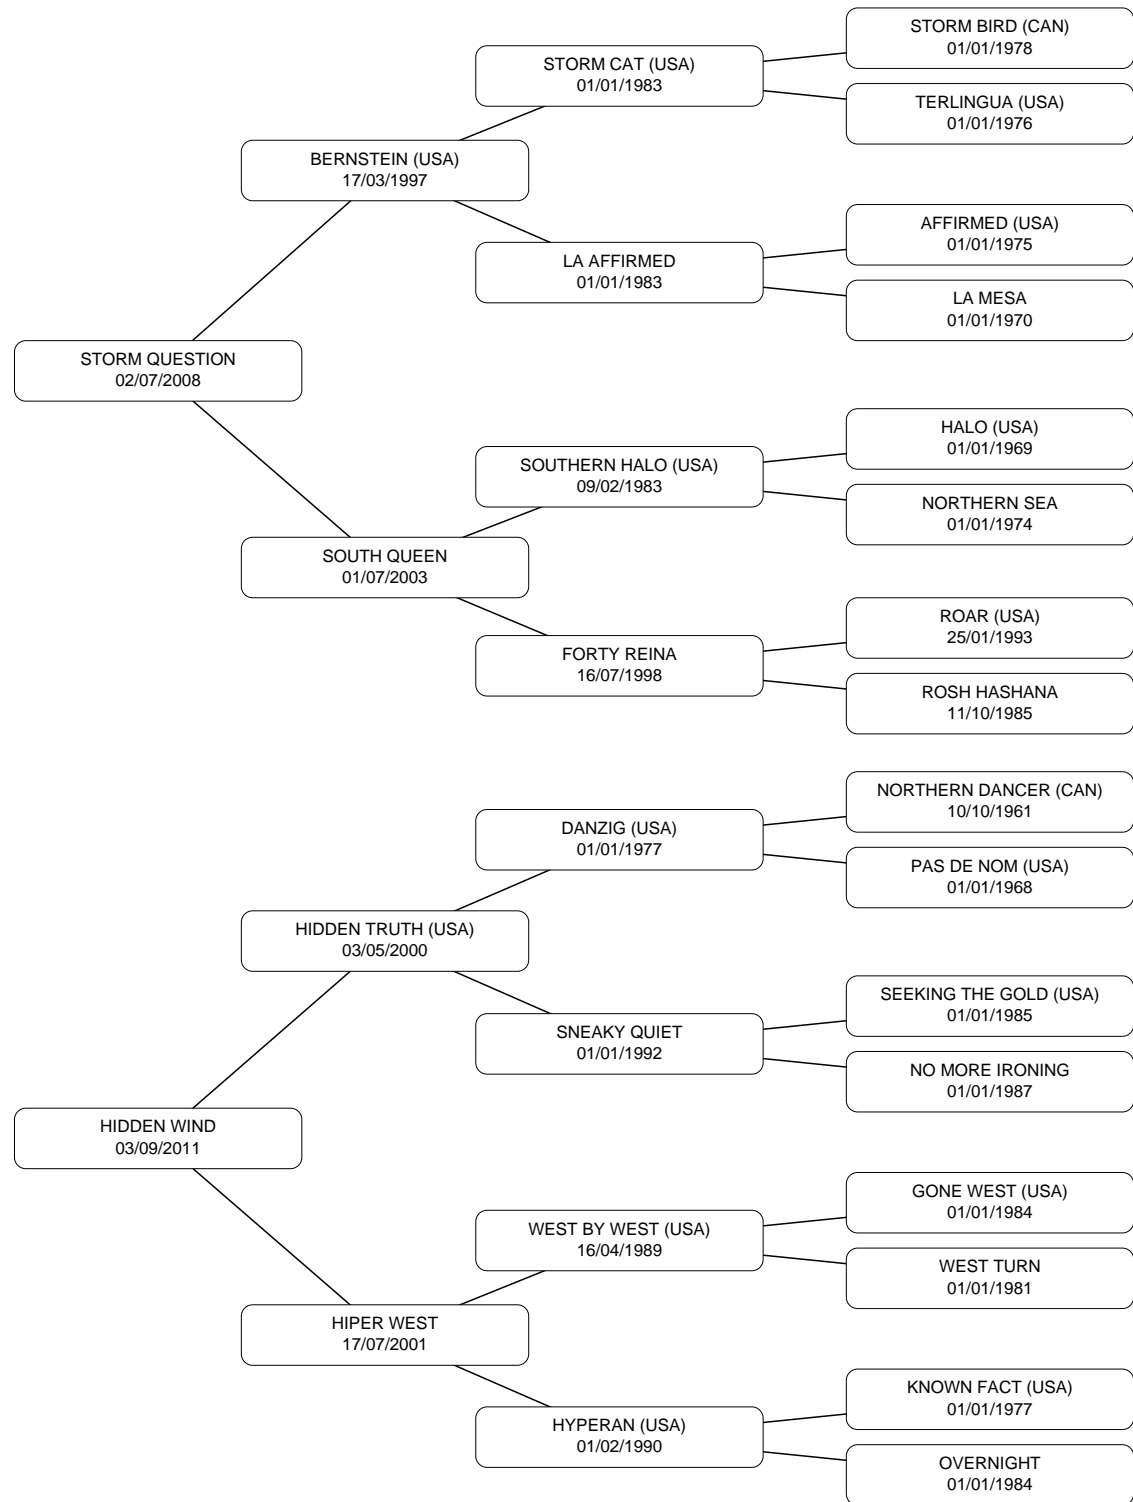 STORM BIRD (CAN)
01/01/1978
STORM CAT (USA)
01/01/1983
TERLINGUA (USA)
01/01/1976
BERNSTEIN (USA)
17/03/1997
AFFIRMED (USA)
01/01/1975
LA AFFIRMED
01/01/1983
LA MESA
01/01/1970
STORM QUESTION
02/07/2008
HALO (USA)
01/01/1969
SOUTHERN HALO (USA)
09/02/1983
NORTHERN SEA
01/01/1974
SOUTH QUEEN
01/07/2003
ROAR (USA)
25/01/1993
FORTY REINA
16/07/1998
ROSH HASHANA
11/10/1985
NORTHERN DANCER (CAN)
10/10/1961
DANZIG (USA)
01/01/1977
PAS DE NOM (USA)
01/01/1968
HIDDEN TRUTH (USA)
03/05/2000
SEEKING THE GOLD (USA)
01/01/1985
SNEAKY QUIET
01/01/1992
NO MORE IRONING
01/01/1987
HIDDEN WIND
03/09/2011
GONE WEST (USA)
01/01/1984
WEST BY WEST (USA)
16/04/1989
WEST TURN
01/01/1981
HIPER WEST
17/07/2001
KNOWN FACT (USA)
01/01/1977
HYPERAN (USA)
01/02/1990
OVERNIGHT
01/01/1984